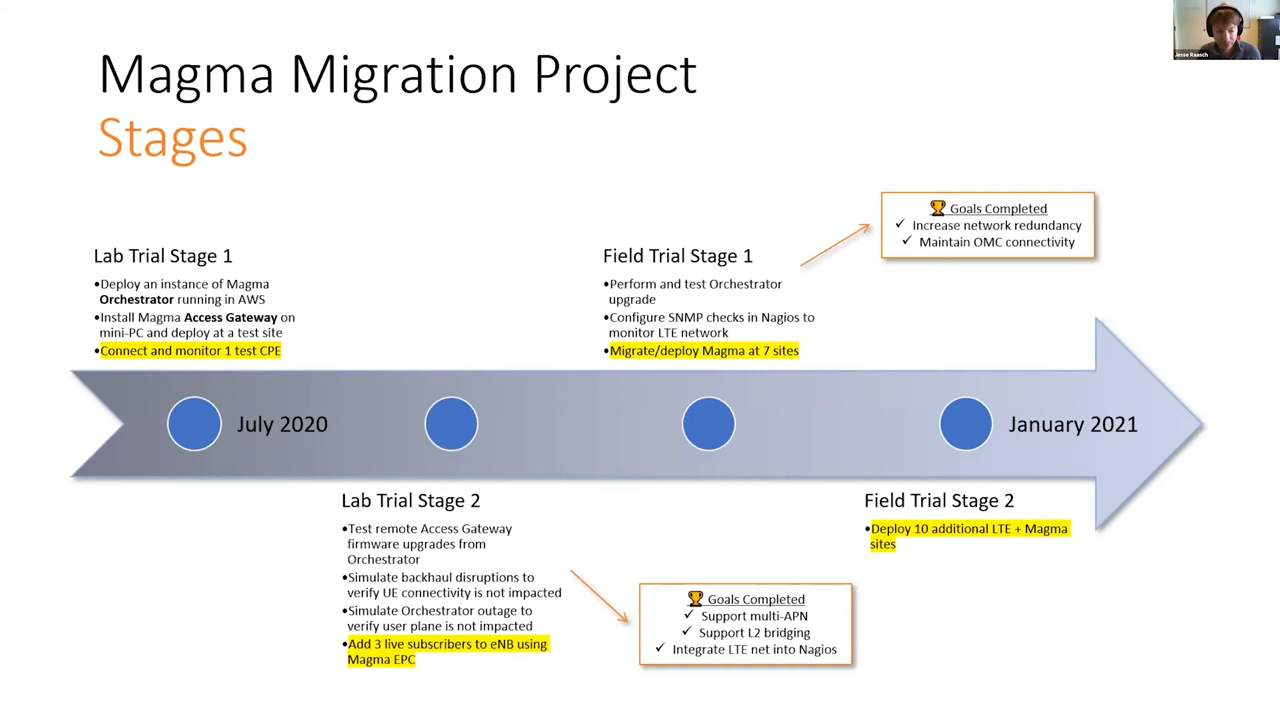 Magma Migration Project
Stages
Jesse Raasch
Lab Trial Stage 1
•Deploy an instance of Magma
Orchestrator running in AWS
•Install Magma Access Gateway on
mini-PC and deploy at a test site
•Connect and monitor 1 test CPE
Field Trial Stage 1
•Perform and test Orchestrator
upgrade
•Configure SNMP checks in Nagios to
monitor LTE network
•Migrate/deploy Magma at 7 sites
🏆 Goals Completed
✓ Increase network redundancy
✓ Maintain OMC connectivity
July 2020
January 2021
Lab Trial Stage 2
•Test remote Access Gateway
firmware upgrades from
Orchestrator
•Simulate backhaul disruptions to
verify UE connectivity is not impacted
•Simulate Orchestrator outage to
verify user plane is not impacted
•Add 3 live subscribers to eNB using
Magma EPC
🏆 Goals Completed
✓ Support multi-APN
✓ Support L2 bridging
✓ Integrate LTE net into Nagios
Field Trial Stage 2
•Deploy 10 additional LTE + Magma
sites